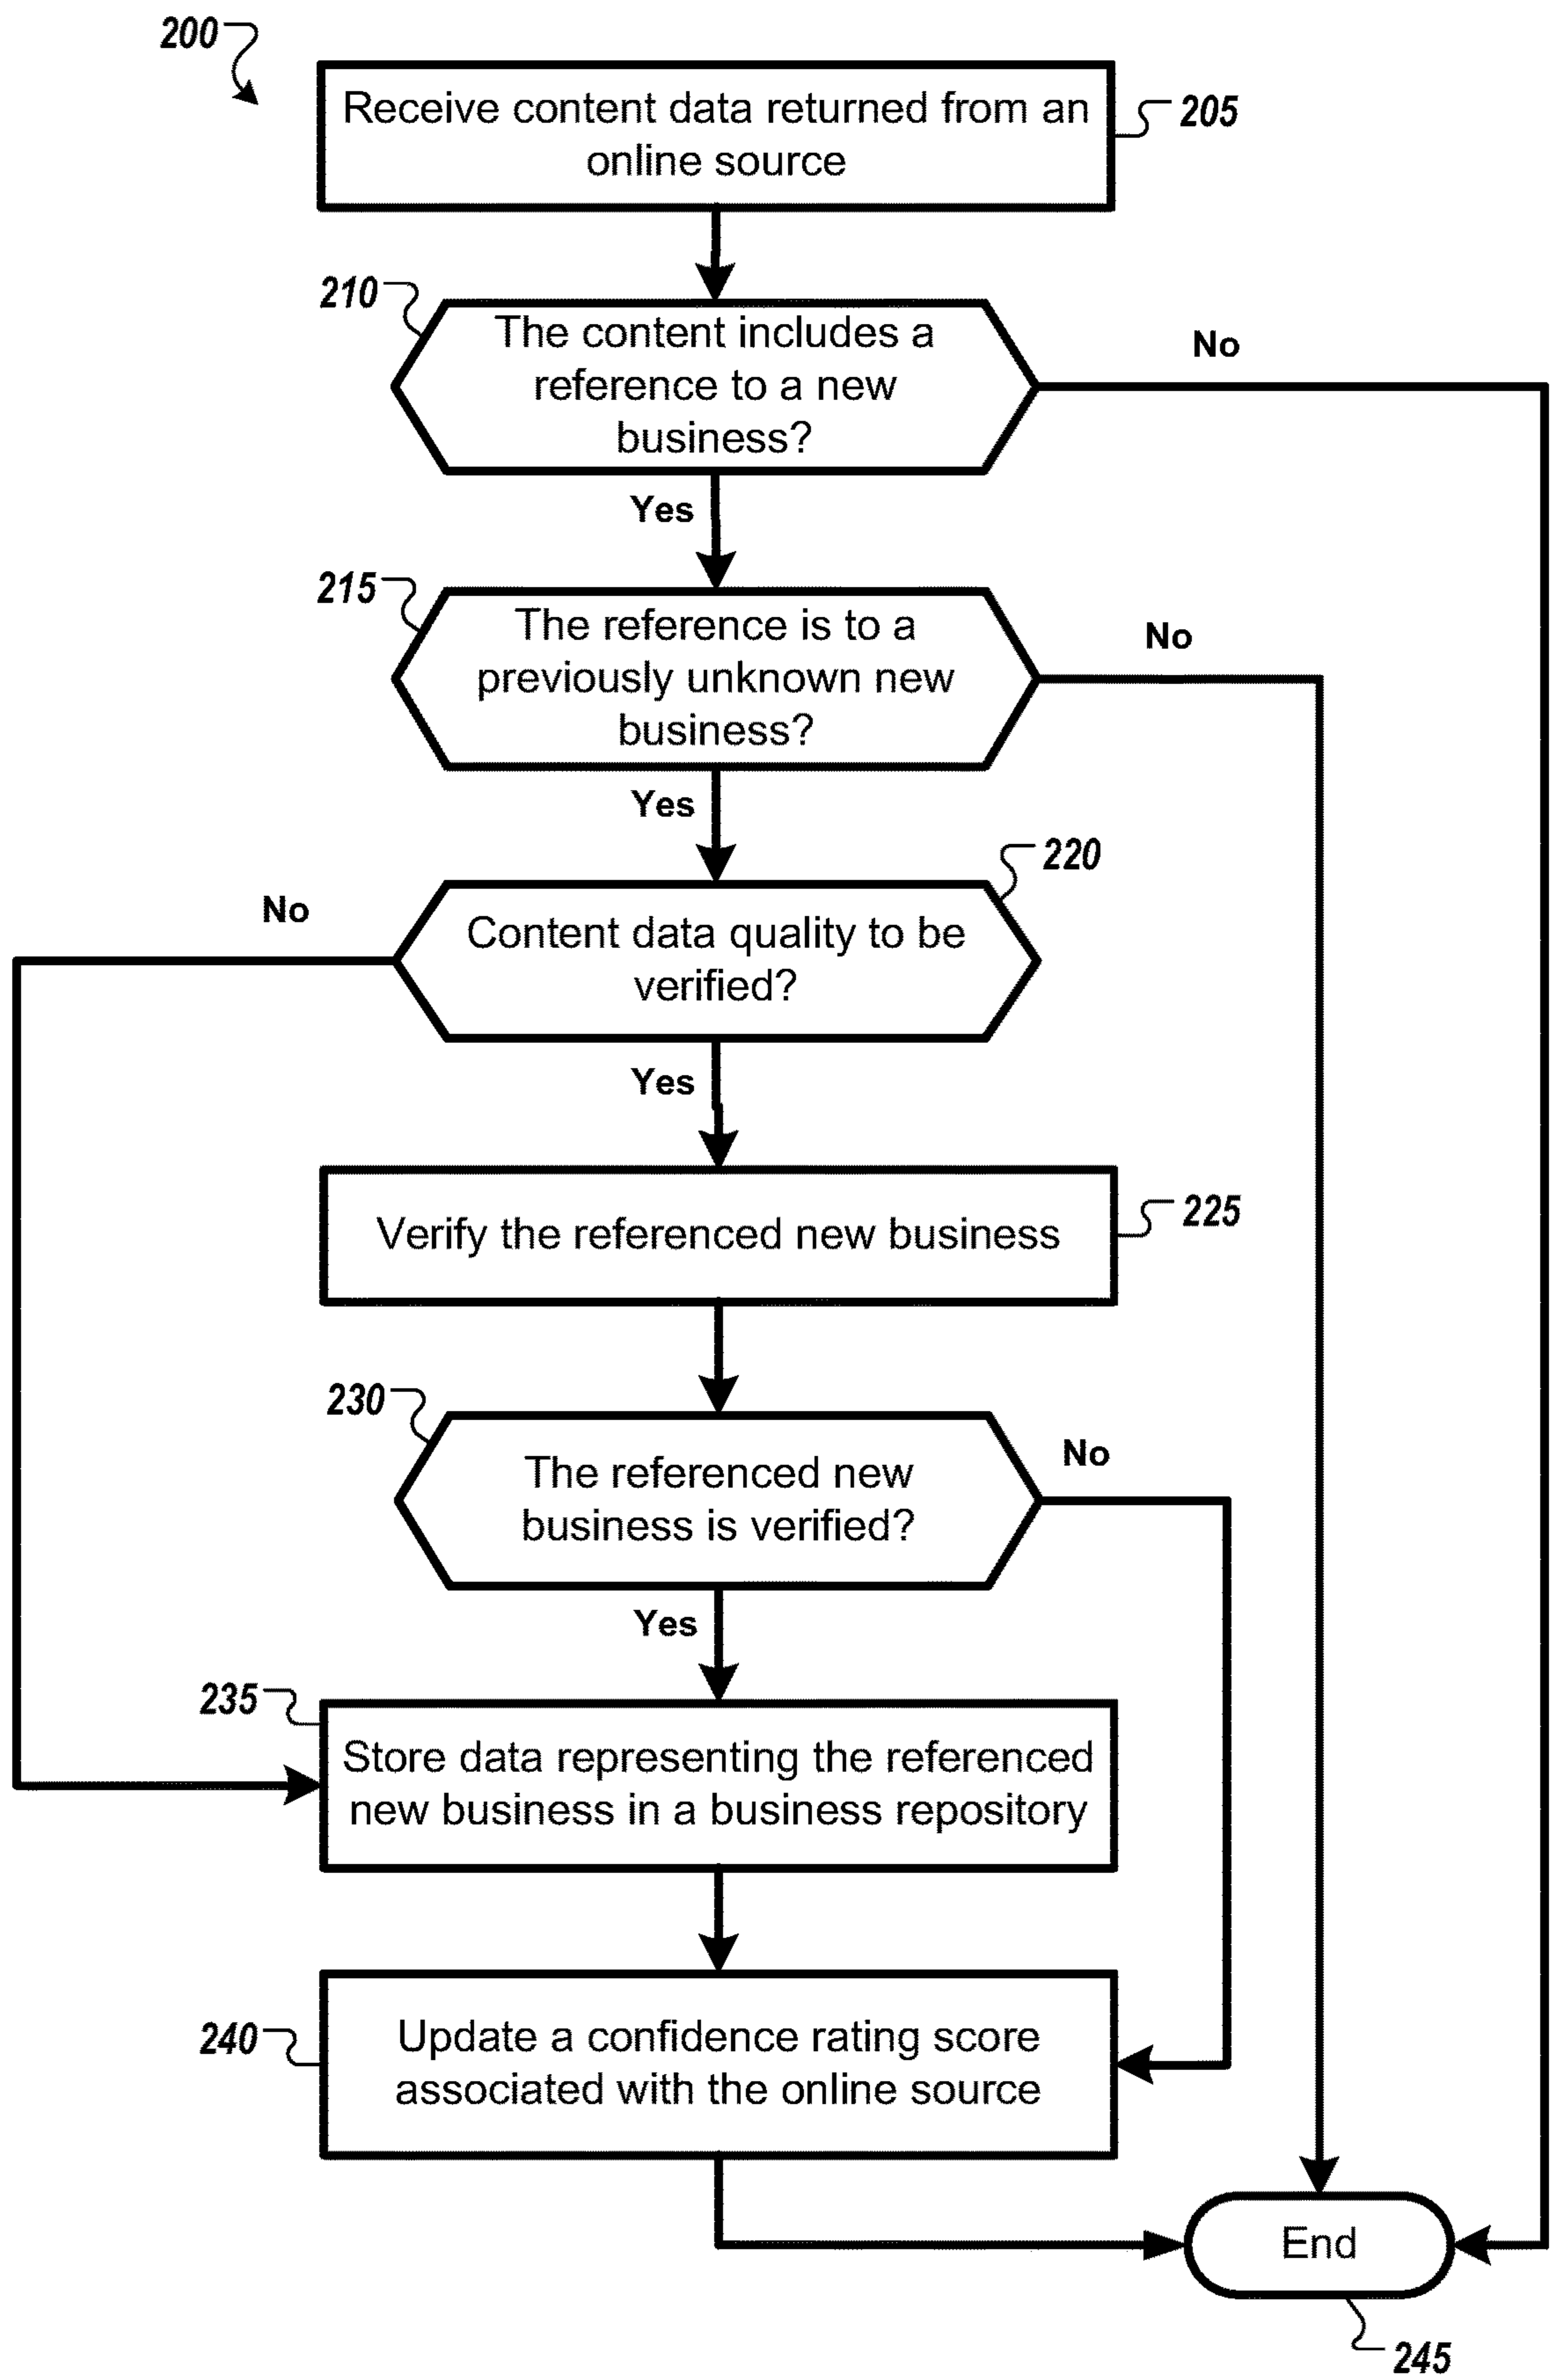 200
Receive content data returned from an
online source
205
210
The content includes a
reference to a new
business?
No
Yes
215
The reference is to a
previously unknown new
business?
No
Yes
220
No
Content data quality to be
verified?
Yes
Verify the referenced new business
225
230
The referenced new
business is verified?
No
Yes
235
Store data representing the referenced
new business in a business repository
240
Update a confidence rating score
associated with the online source
End
245